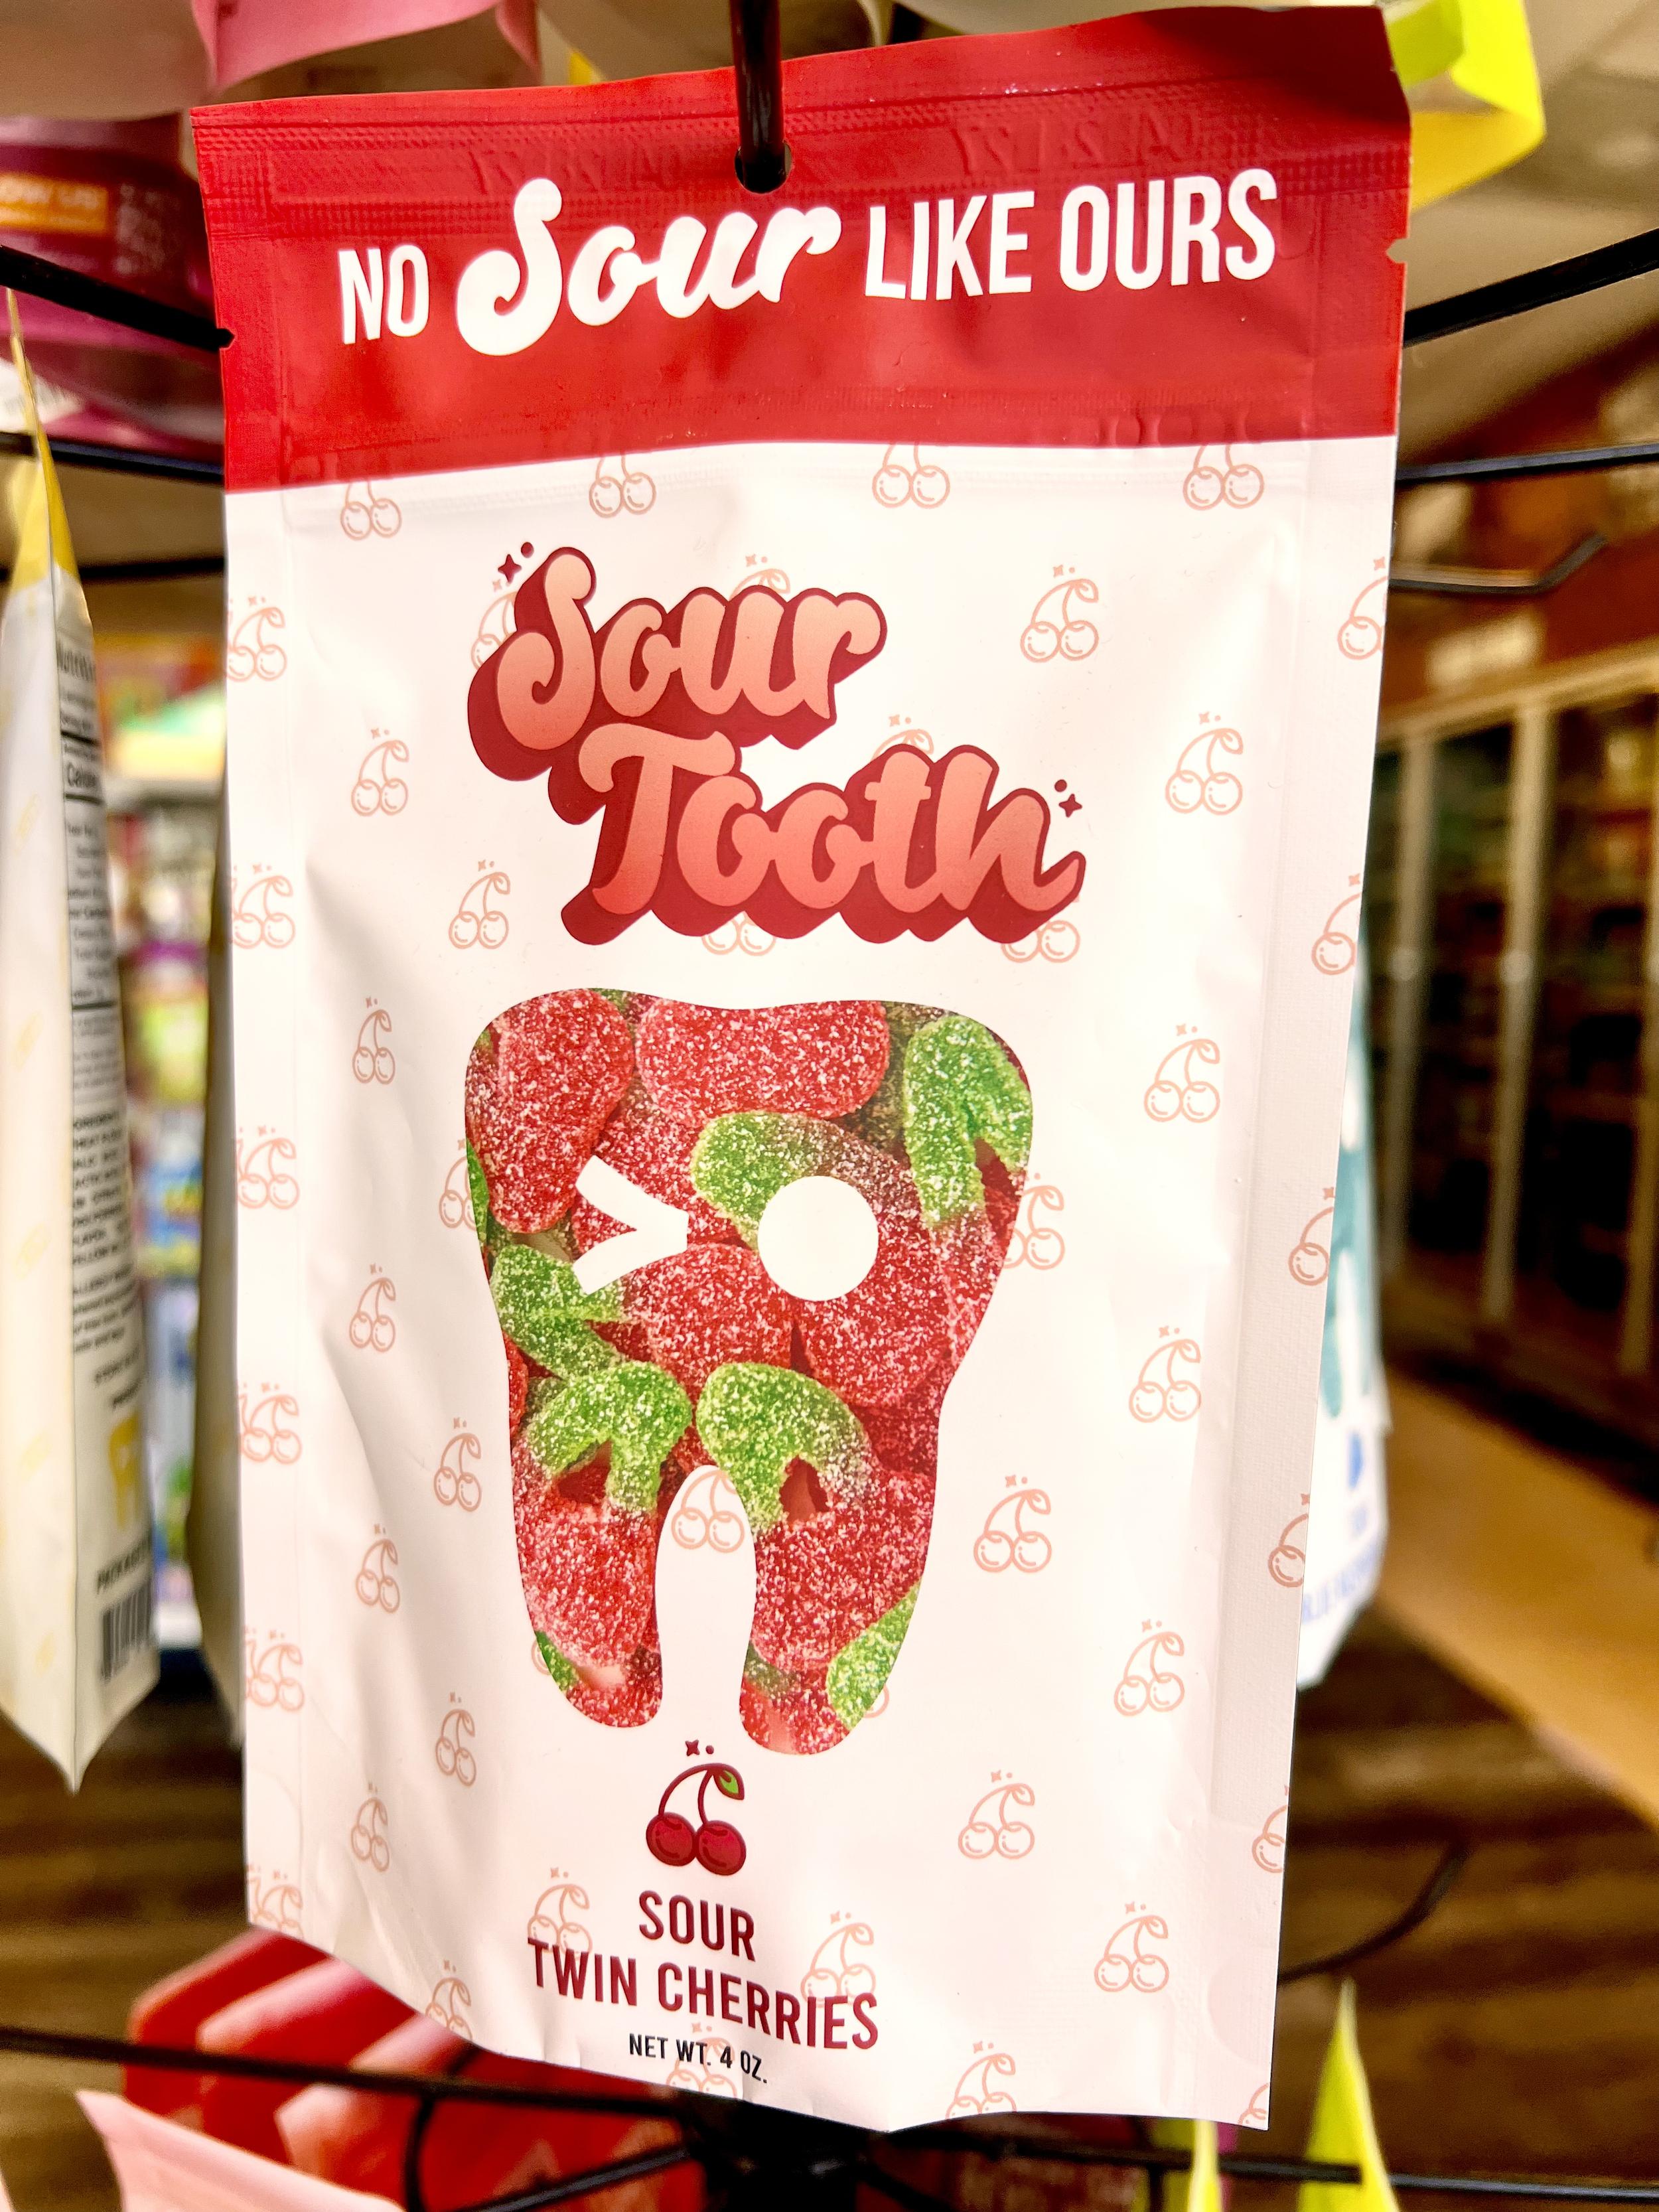 NO Sour LIKE OURS
Sour
Tooth
SOUR
TWIN CHERRIES
NET WT. 4 OZ.